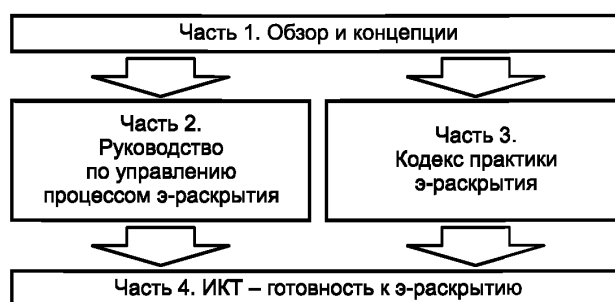 Часть 1. Обзор и концепции
Часть 2.
Руководство
по управлению
процессом э-раскрытия
Часть 3.
Кодекс практики
э-раскрытия
Часть 4. ИКТ – готовность к э-раскрытию